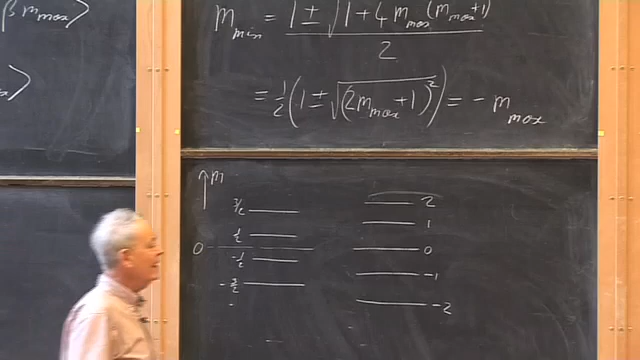 β m_max⟩
⟩
m_min = (1 ± √(1 + 4 m_max (m_max + 1))) / 2
= ½(1 ± √((2m_max + 1)²)) = − m_max
↑ m
3/2
1/2
0
-1/2
-3/2
2
1
0
-1
-2